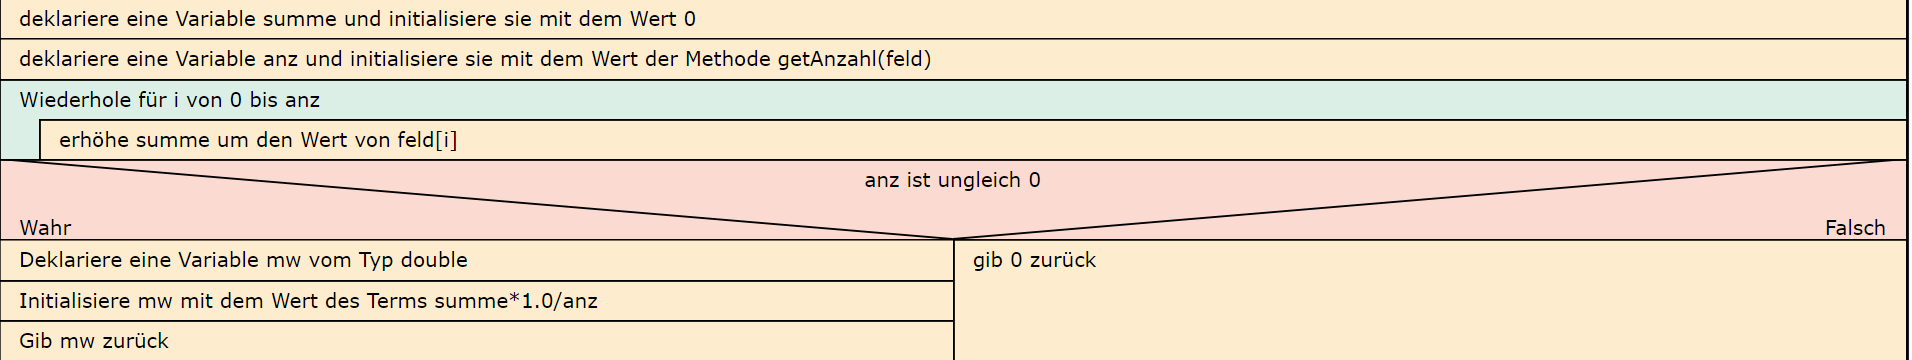 deklariere eine Variable summe und initialisiere sie mit dem Wert 0
deklariere eine Variable anz und initialisiere sie mit dem Wert der Methode getAnzahl(feld)
Wiederhole für i von 0 bis anz
erhöhe summe um den Wert von feld[i]
anz ist ungleich 0
Wahr
Falsch
Deklariere eine Variable mw vom Typ double
gib 0 zurück
Initialisiere mw mit dem Wert des Terms summe*1.0/anz
Gib mw zurück